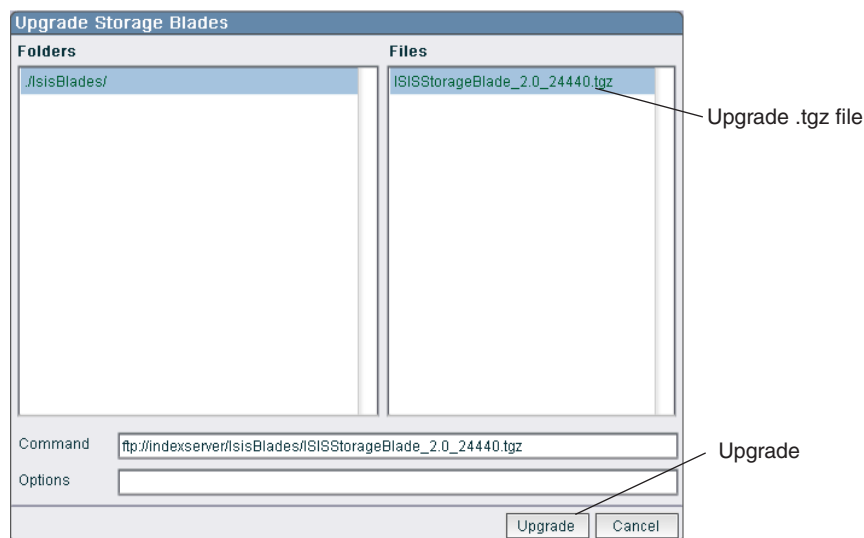 Upgrade Storage Blades
Folders
Files
./IsisBlades/
ISISStorageBlade_2.0_24440.tgz
Upgrade .tgz file
Command
ftp://indexserver/IsisBlades/ISISStorageBlade_2.0_24440.tgz
Upgrade
Options
Upgrade
Cancel